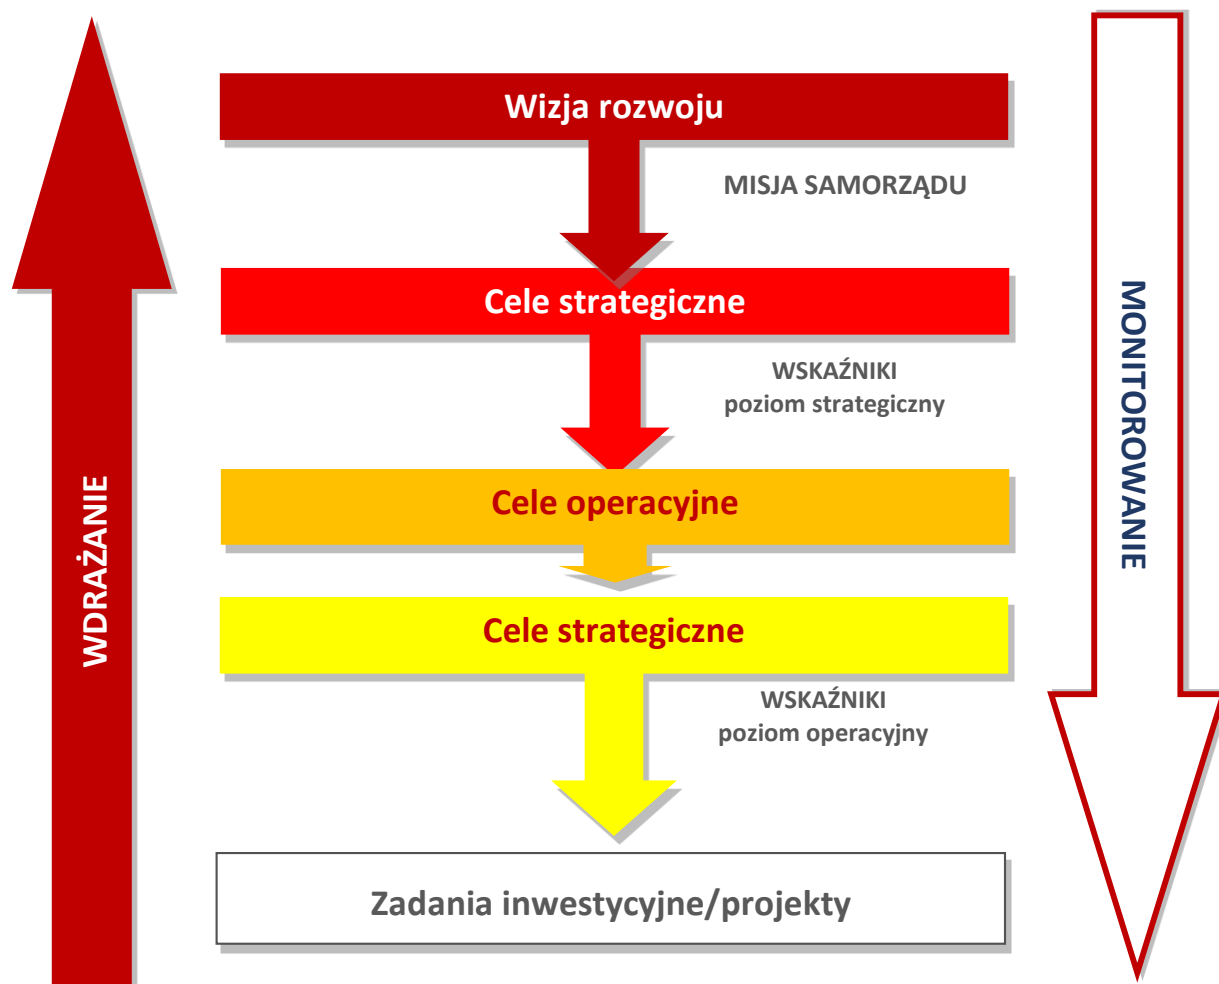 Wizja rozwoju
MISJA SAMORZĄDU
Cele strategiczne
WSKAŹNIKI
poziom strategiczny
Cele operacyjne
Cele strategiczne
WSKAŹNIKI
poziom operacyjny
Zadania inwestycyjne/projekty
WDRAŻANIE
MONITOROWANIE